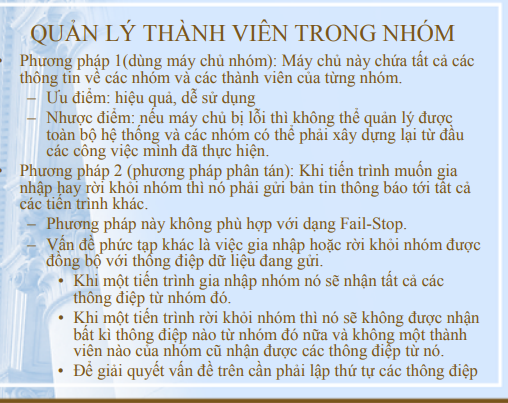 QUẢN LÝ THÀNH VIÊN TRONG NHÓM
• Phương pháp 1(dùng máy chủ nhóm): Máy chủ này chứa tất cả các
thông tin về các nhóm và các thành viên của từng nhóm.
– Ưu điểm: hiệu quả, dễ sử dụng
– Nhược điểm: nếu máy chủ bị lỗi thì không thể quản lý được
toàn bộ hệ thống và các nhóm có thể phải xây dựng lại từ đầu
các công việc mình đã thực hiện.
• Phương pháp 2 (phương pháp phân tán): Khi tiến trình muốn gia
nhập hay rời khỏi nhóm thì nó phải gửi bản tin thông báo tới tất cả
các tiến trình khác.
– Phương pháp này không phù hợp với dạng Fail-Stop.
– Vấn đề phức tạp khác là việc gia nhập hoặc rời khỏi nhóm được
đồng bộ với thông điệp dữ liệu đang gửi.
• Khi một tiến trình gia nhập nhóm nó sẽ nhận tất cả các
thông điệp từ nhóm đó.
• Khi một tiến trình rời khỏi nhóm thì nó sẽ không được nhận
bất kì thông điệp nào từ nhóm đó nữa và không một thành
viên nào của nhóm cũ nhận được các thông điệp từ nó.
• Để giải quyết vấn đề trên cần phải lập thứ tự các thông điệp